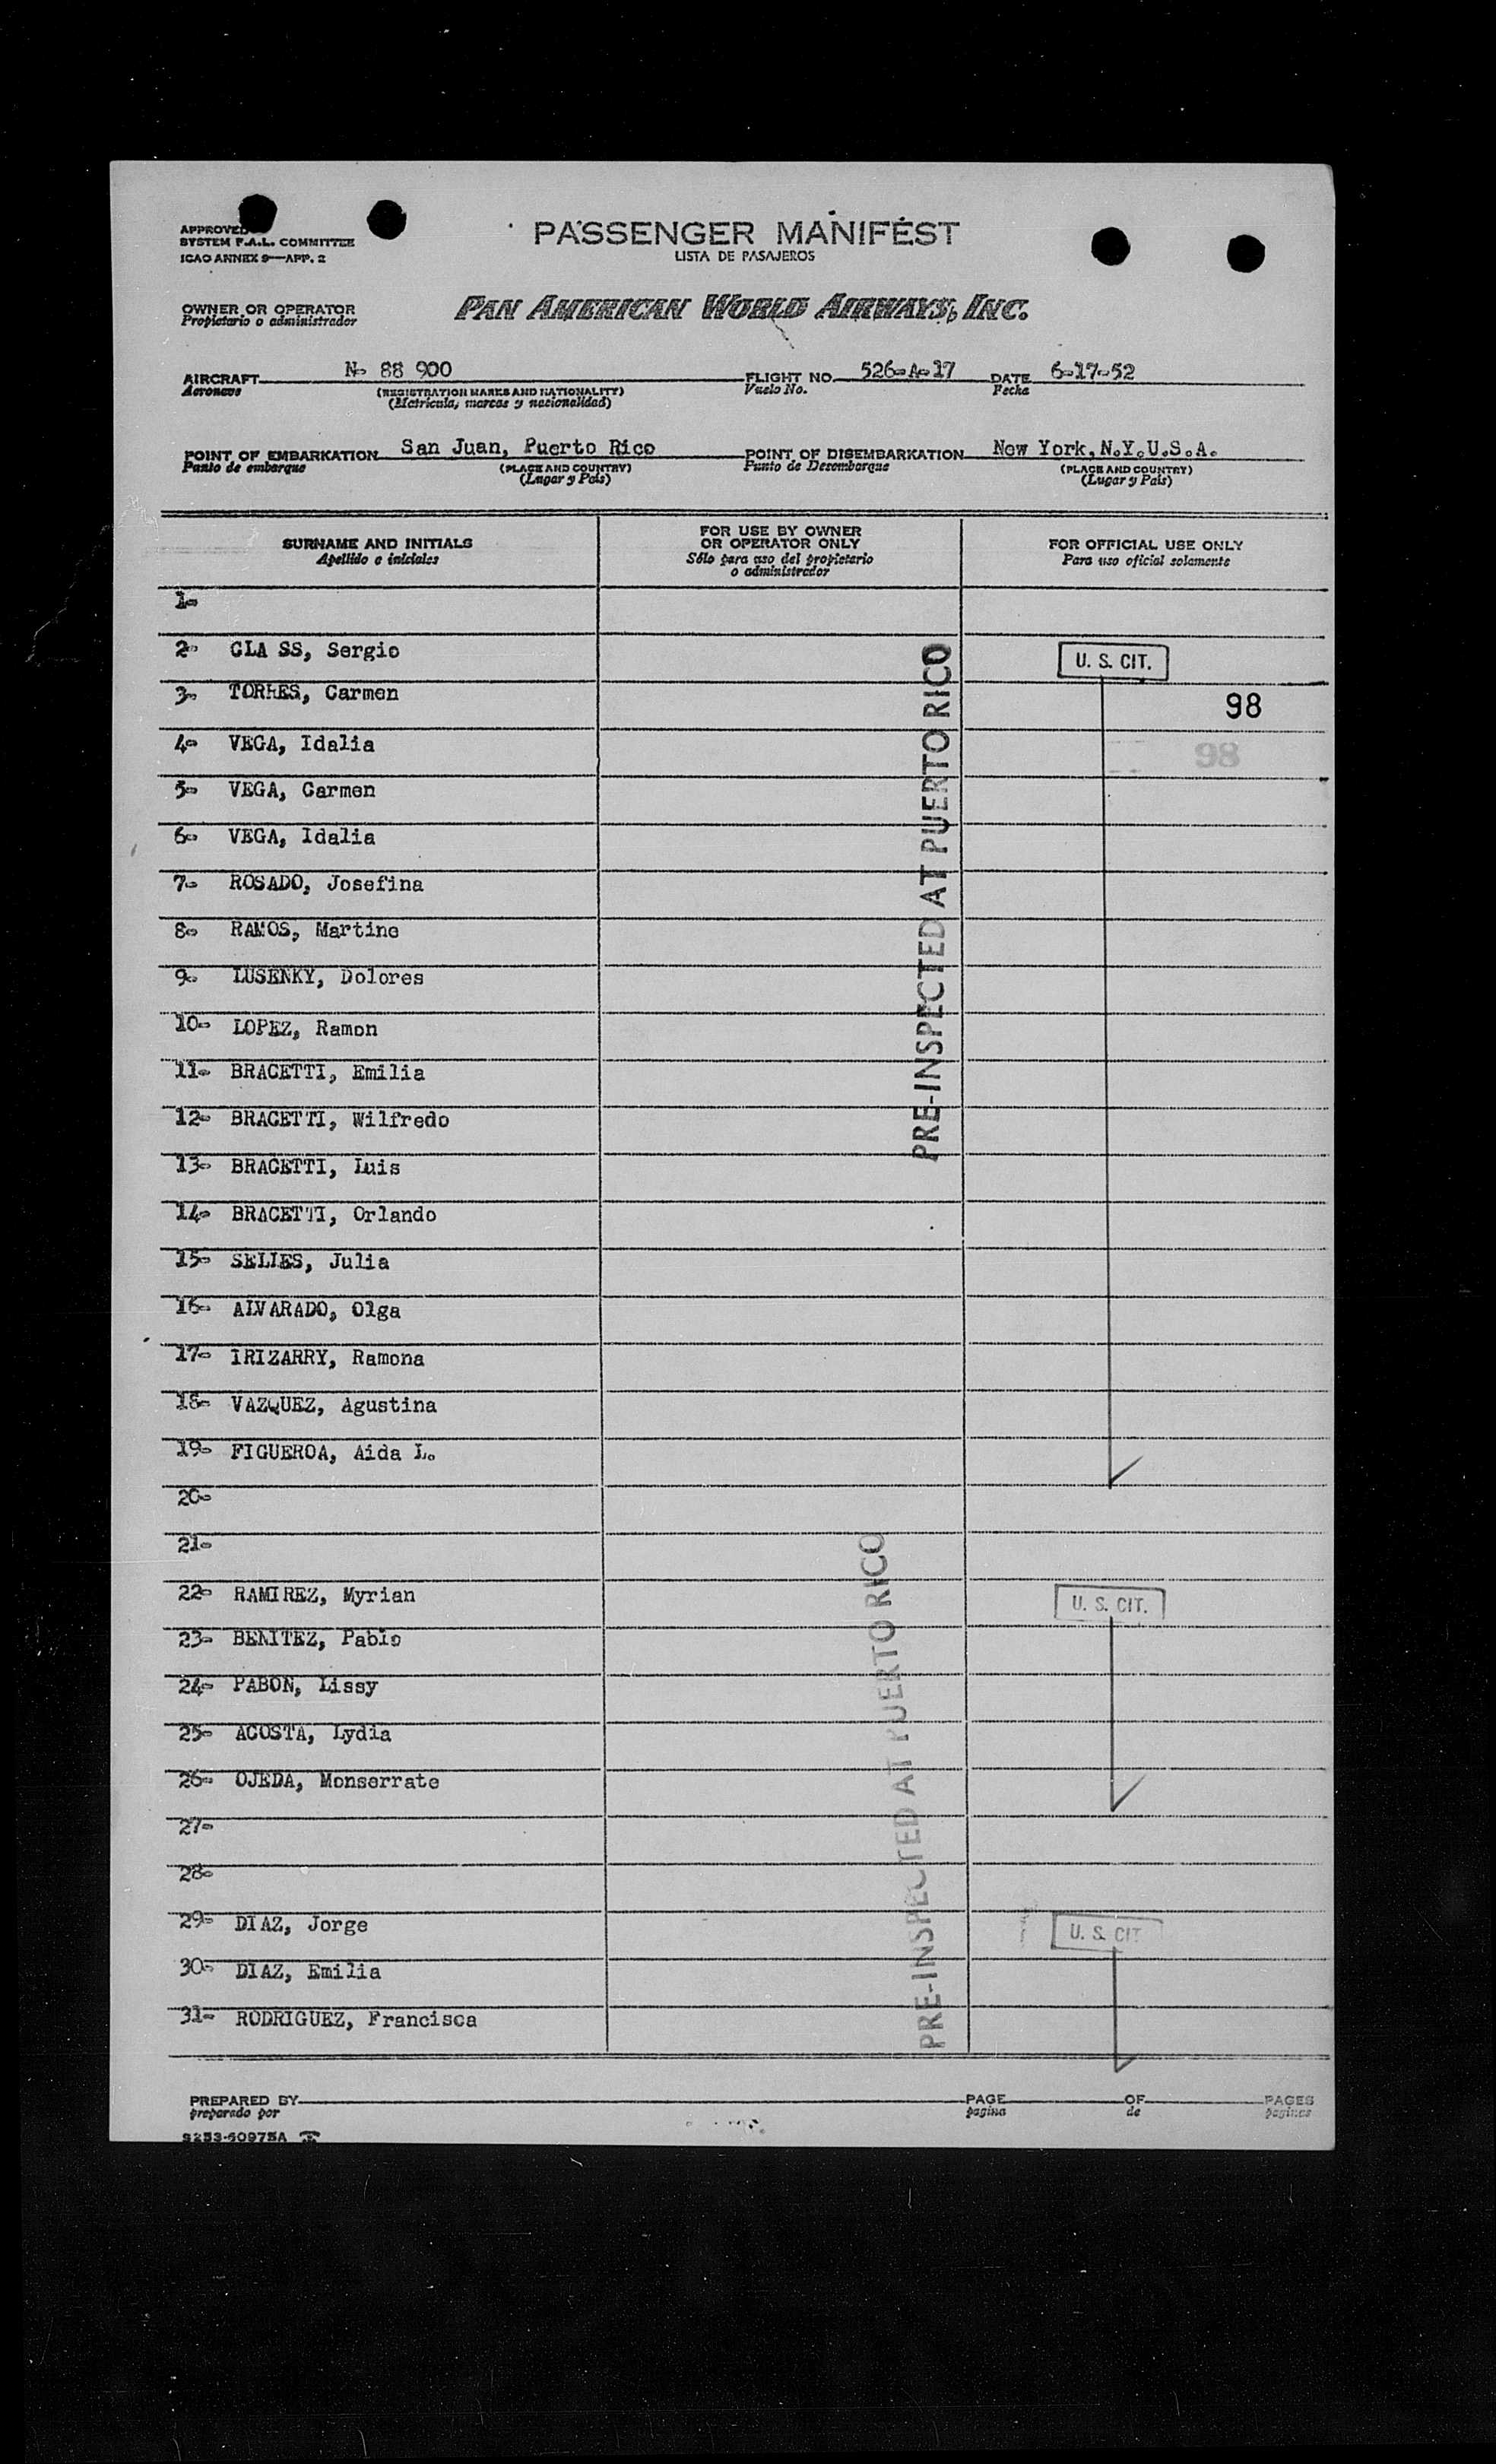 APPROVED
SYSTEM F.A.L. COMMITTEE
ICAO ANNEX 9—APP. 2
PASSENGER MANIFEST
LISTA DE PASAJEROS
OWNER OR OPERATOR
Propietario o administrador
PAN AMERICAN WORLD AIRWAYS, INC.
AIRCRAFT N- 88 900 FLIGHT NO. 526-A-17 DATE 6-17-52
Aeronave (REGISTRATION MARKS AND NATIONALITY) Vuelo No. Fecha
(Matricula, marcas y nacionalidad)
POINT OF EMBARKATION San Juan, Puerto Rico POINT OF DISEMBARKATION New York, N.Y.U.S.A.
Punto de embarque (PLACE AND COUNTRY) Punto de Desembarque (PLACE AND COUNTRY)
(Lugar y Pais) (Lugar y Pais)
SURNAME AND INITIALS
Apellido e iniciales
FOR USE BY OWNER
OR OPERATOR ONLY
Sólo para uso del propietario
o administrador
FOR OFFICIAL USE ONLY
Para uso oficial solamente
1-
2- CLA SS, Sergio U. S. CIT.
3- TORRES, Carmen 98
4- VEGA, Idalia 98
5- VEGA, Carmen
6- VEGA, Idalia
7- ROSADO, Josefina
8- RAMOS, Martine
9- LUSENKY, Dolores
10- LOPEZ, Ramon
11- BRACETTI, Emilia
12- BRACETTI, Wilfredo
13- BRACETTI, Luis
14- BRACETTI, Orlando
PRE-INSPECTED AT PUERTO RICO
15- SELIES, Julia
16- ALVARADO, Olga
17- IRIZARRY, Ramona
18- VAZQUEZ, Agustina
19- FIGUEROA, Aida L.
20-
21-
22- RAMIREZ, Myrian U. S. CIT.
23- BENITEZ, Pablo
24- PABON, Lissy
25- ACOSTA, Lydia
26- OJEDA, Monserrate
27-
28-
29- DIAZ, Jorge U. S. CIT
30- DIAZ, Emilia
31- RODRIGUEZ, Francisca
PRE-INSPECTED AT PUERTO RICO
PREPARED BY PAGE OF PAGES
preparado por pagina de paginas
S253-60975A